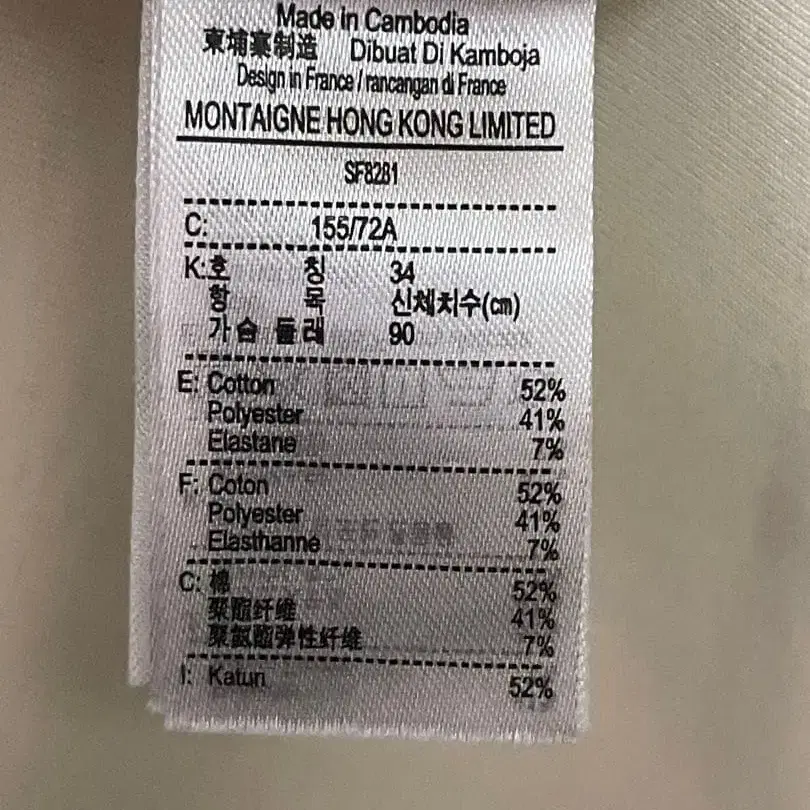 Made in Cambodia
柬埔寨制造 Dibuat Di Kamboja
Design in France / rancangan di France
MONTAIGNE HONG KONG LIMITED
SF8281
C: 155/72A
K: 호 칭 34
항 목 신체치수(cm)
가슴 둘레 90
E: Cotton 52%
Polyester 41%
Elastane 7%
F: Coton 52%
Polyester 41%
Elasthanne 7%
C: 棉 52%
聚酯纤维 41%
聚氨酯弹性纤维 7%
I: Katun 52%